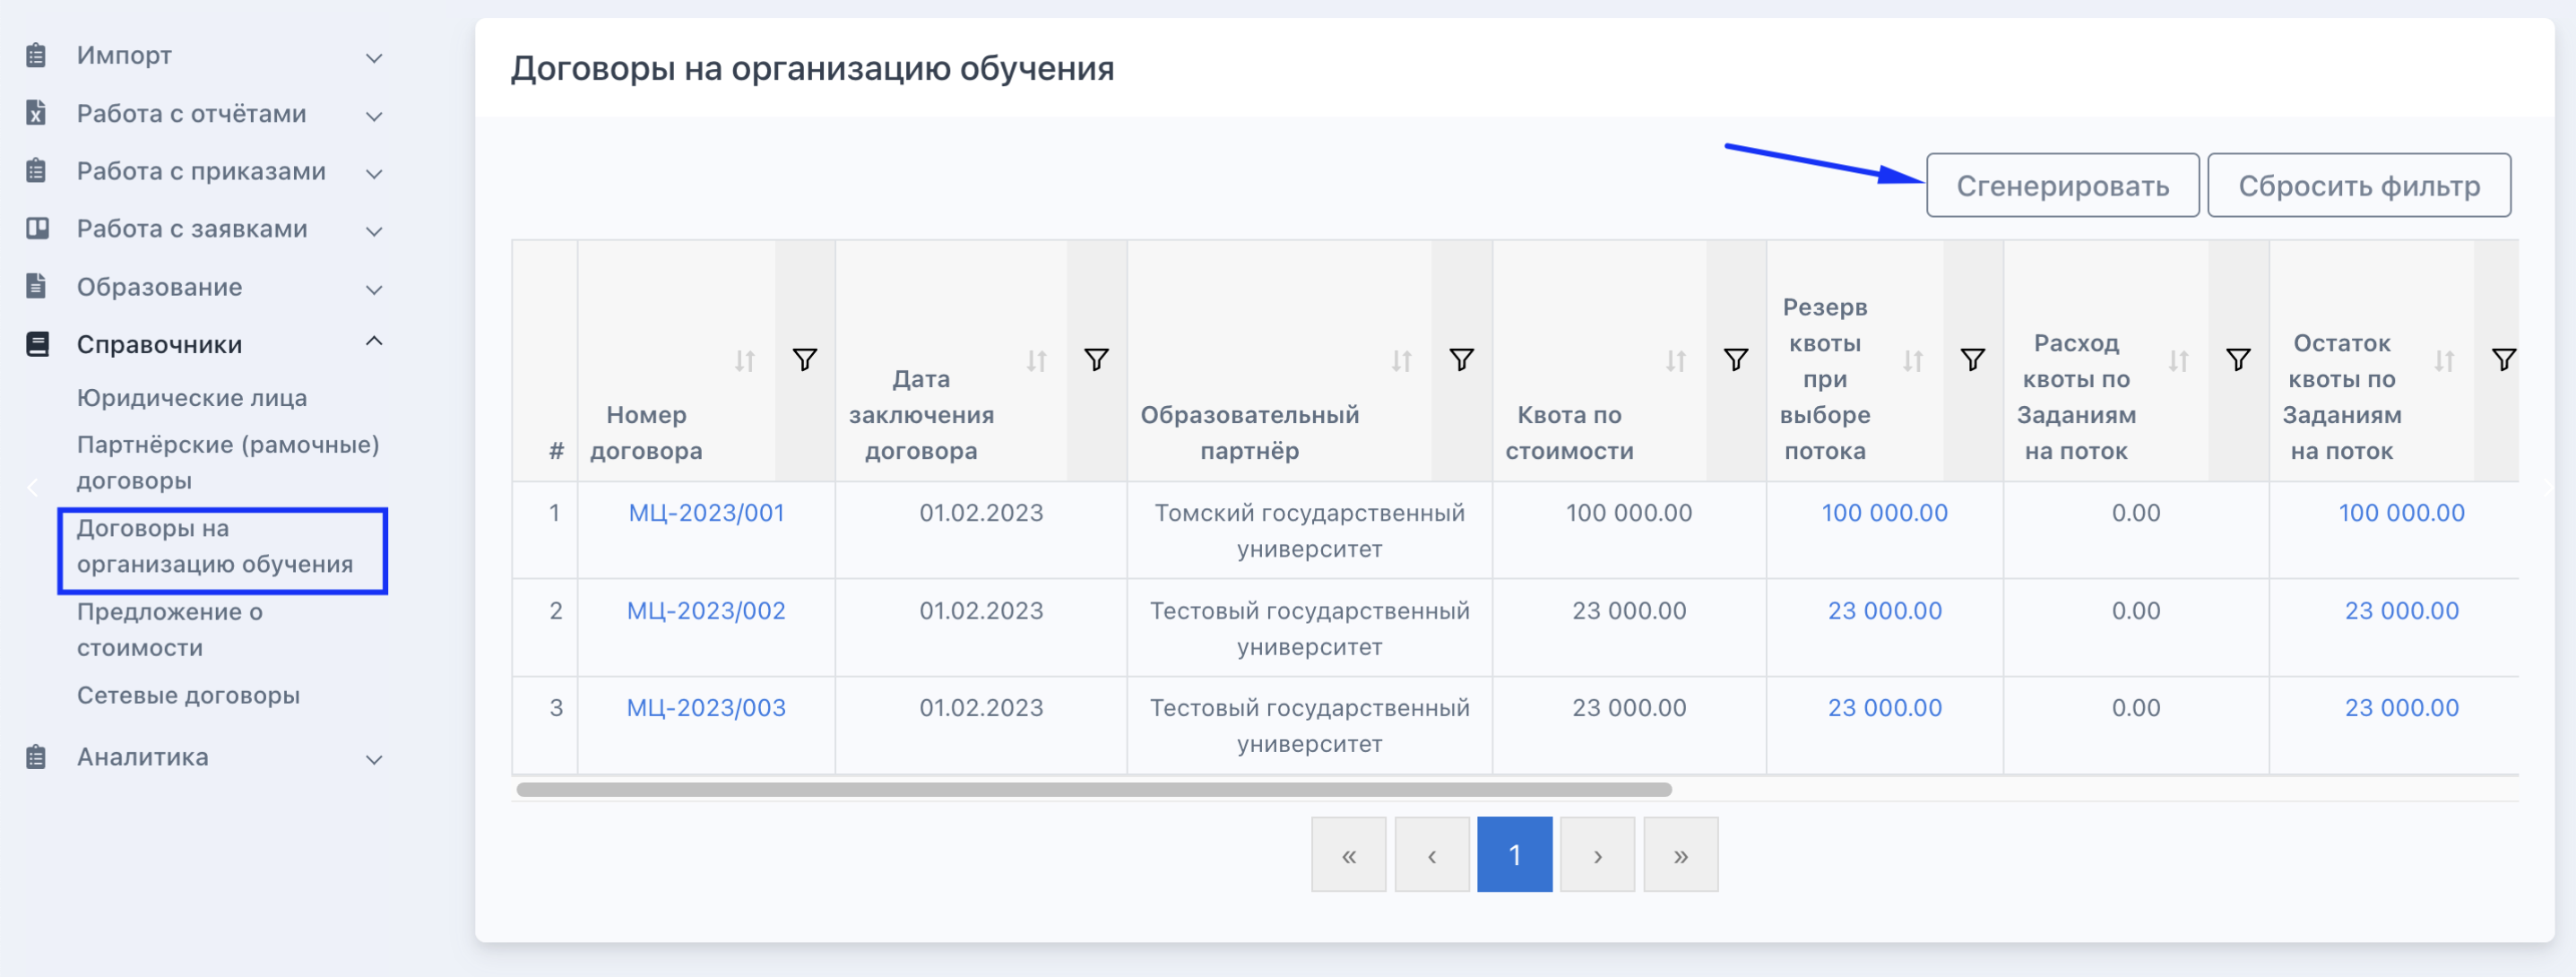 Импорт
Работа с отчётами
Работа с приказами
Работа с заявками
Образование
Справочники
Юридические лица
Партнёрские (рамочные)
договоры
Договоры на
организацию обучения
Предложение о
стоимости
Сетевые договоры
Аналитика
Договоры на организацию обучения
Сгенерировать
Сбросить фильтр
#
Номер
договора
Дата
заключения
договора
Образовательный
партнёр
Квота по
стоимости
Резерв
квоты
при
выборе
потока
Расход
квоты по
Заданиям
на поток
Остаток
квоты по
Заданиям
на поток
1 МЦ-2023/001 01.02.2023 Томский государственный 100 000.00 100 000.00 0.00 100 000.00
университет
2 МЦ-2023/002 01.02.2023 Тестовый государственный 23 000.00 23 000.00 0.00 23 000.00
университет
3 МЦ-2023/003 01.02.2023 Тестовый государственный 23 000.00 23 000.00 0.00 23 000.00
университет
« ‹ 1 › »